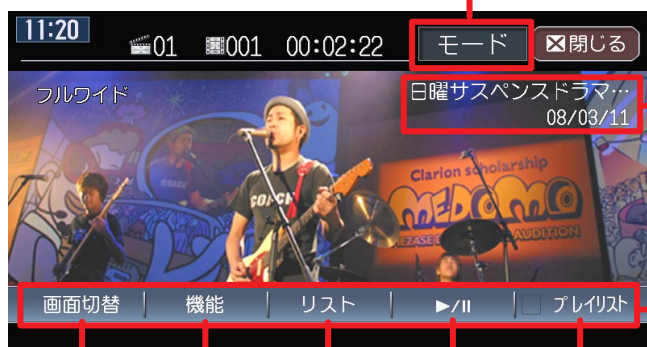 11:20
01 001 00:02:22 モード 閉じる
フルワイド
日曜サスペンスドラマ…
08/03/11
Clarion scholarship
MEDOMO
AUDITION
COACH
画面切替 機能 リスト ►/II プレイリスト